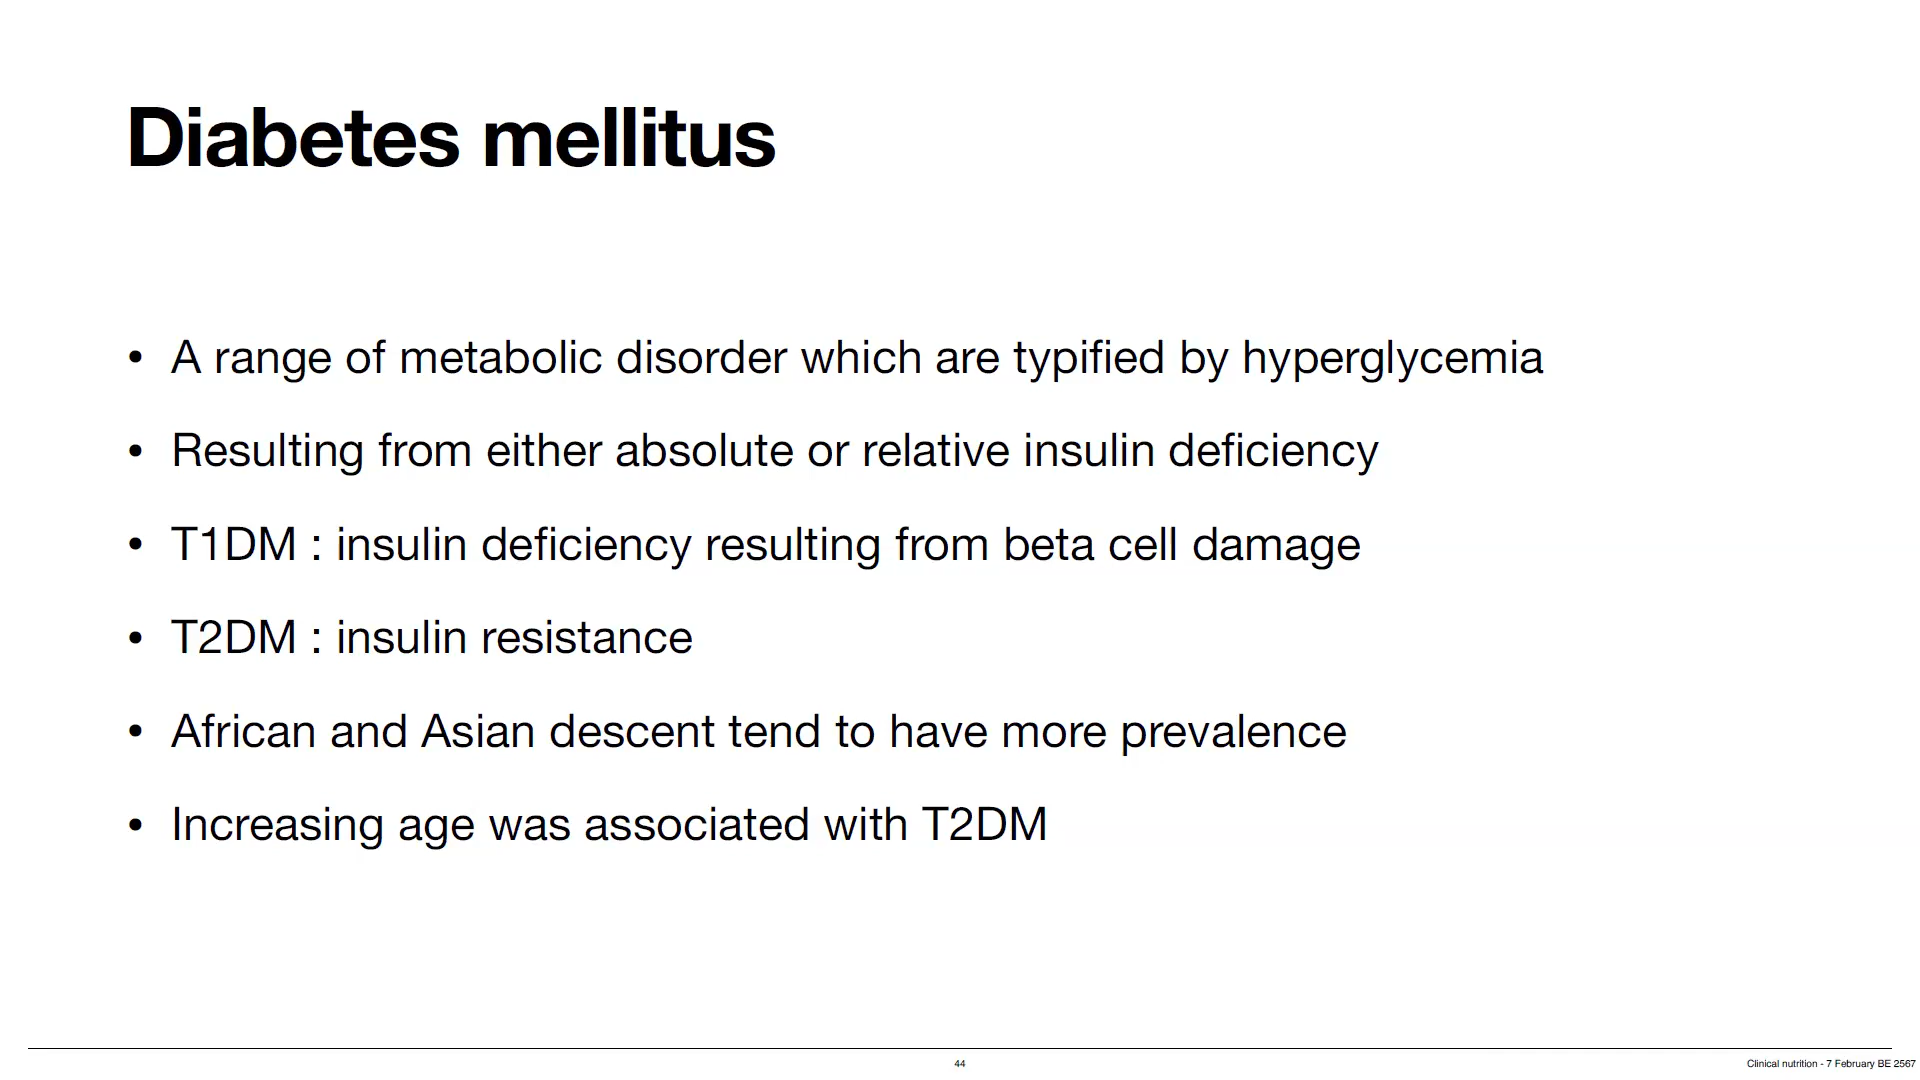 Diabetes mellitus
• A range of metabolic disorder which are typified by hyperglycemia
• Resulting from either absolute or relative insulin deficiency
• T1DM : insulin deficiency resulting from beta cell damage
• T2DM : insulin resistance
• African and Asian descent tend to have more prevalence
• Increasing age was associated with T2DM
44
Clinical nutrition - 7 February BE 2567